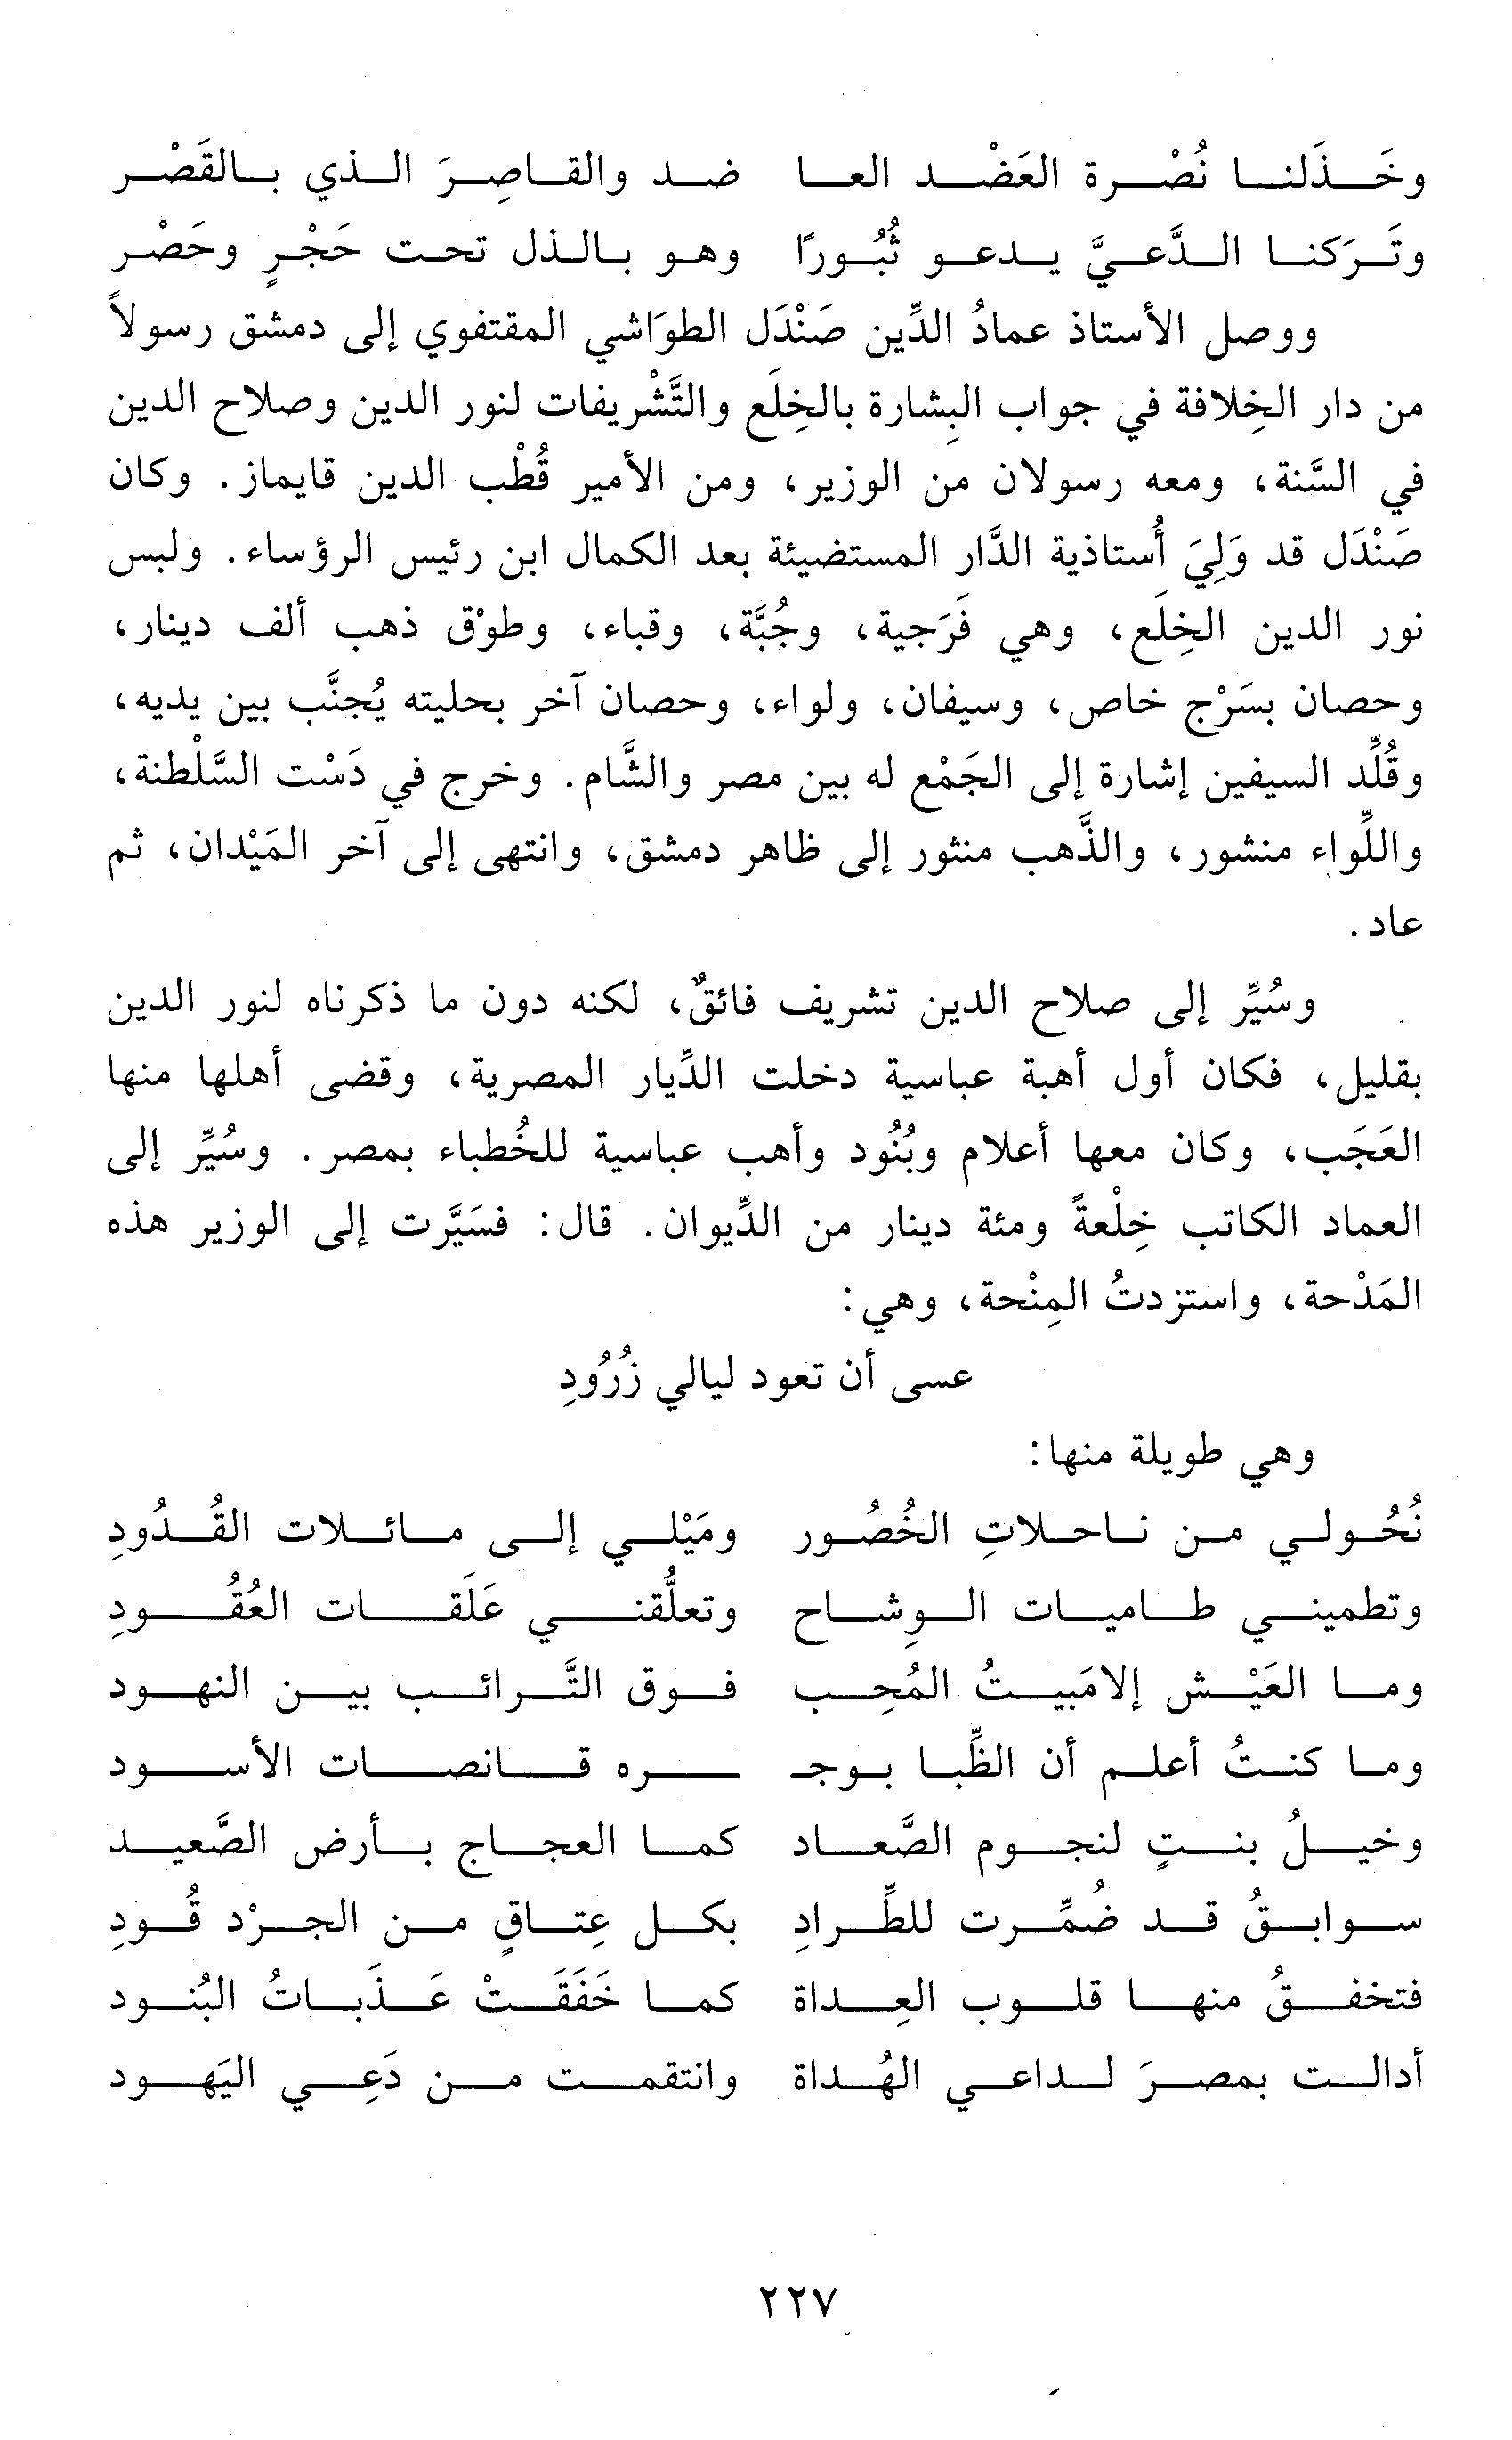 وخَذَلنا نُصْرة العَضْد العا ضد والقاصِرَ الذي بالقَصْر
وتَرَكنا الدَّعيَّ يدعو ثُبُورًا وهو بالذل تحت حَجْرٍ وحَصْر
ووصل الأستاذ عمادُ الدِّين صَنْدَل الطوَاشي المقتفوي إلى دمشق رسولاً
من دار الخِلافة في جواب البِشارة بالخِلَع والتَّشْريفات لنور الدين وصلاح الدين
في السَّنة، ومعه رسولان من الوزير، ومن الأمير قُطْب الدين قايماز. وكان
صَنْدَل قد وَلِيَ أُستاذية الدَّار المستضيئة بعد الكمال ابن رئيس الرؤساء. ولبس
نور الدين الخِلَع، وهي فَرَجية، وجُبَّة، وقباء، وطوْق ذهب ألف دينار،
وحصان بسَرْج خاص، وسيفان، ولواء، وحصان آخر بحليته يُجنَّب بين يديه،
وقُلِّد السيفين إشارة إلى الجَمْع له بين مصر والشَّام. وخرج في دَسْت السَّلْطنة،
واللِّواء منشور، والذَّهب منثور إلى ظاهر دمشق، وانتهى إلى آخر المَيْدان، ثم
عاد.
وسُيِّر إلى صلاح الدين تشريف فائقٌ، لكنه دون ما ذكرناه لنور الدين
بقليل، فكان أول أهبة عباسية دخلت الدِّيار المصرية، وقضى أهلها منها
العَجَب، وكان معها أعلام وبُنُود وأهب عباسية للخُطباء بمصر. وسُيِّر إلى
العماد الكاتب خِلْعةً ومئة دينار من الدِّيوان. قال: فسَيَّرت إلى الوزير هذه
المَدْحة، واستزدتُ المِنْحة، وهي:
عسى أن تعود ليالي زُرُودِ
وهي طويلة منها:
نُحُولي من ناحلاتِ الخُصُور ومَيْلي إلى مائلات القُدُودِ
وتطميني طاميات الوِشاح وتعلُّقني عَلَقات العُقُودِ
وما العَيْش إلامَبيتُ المُحِب فوق التَّرائب بين النهود
وما كنتُ أعلم أن الظِّبا بوجـ ـره قانصات الأسود
وخيلُ بنتٍ لنجوم الصَّعاد كما العجاج بأرض الصَّعيد
سوابقُ قد ضُمِّرت للطِّرادِ بكل عِتاقٍ من الجرْد قُودِ
فتخفقُ منها قلوب العِداة كما خَفَقَتْ عَذَباتُ البُنود
أدالت بمصرَ لداعي الهُداة وانتقمت من دَعِي اليَهود
٢٢٧